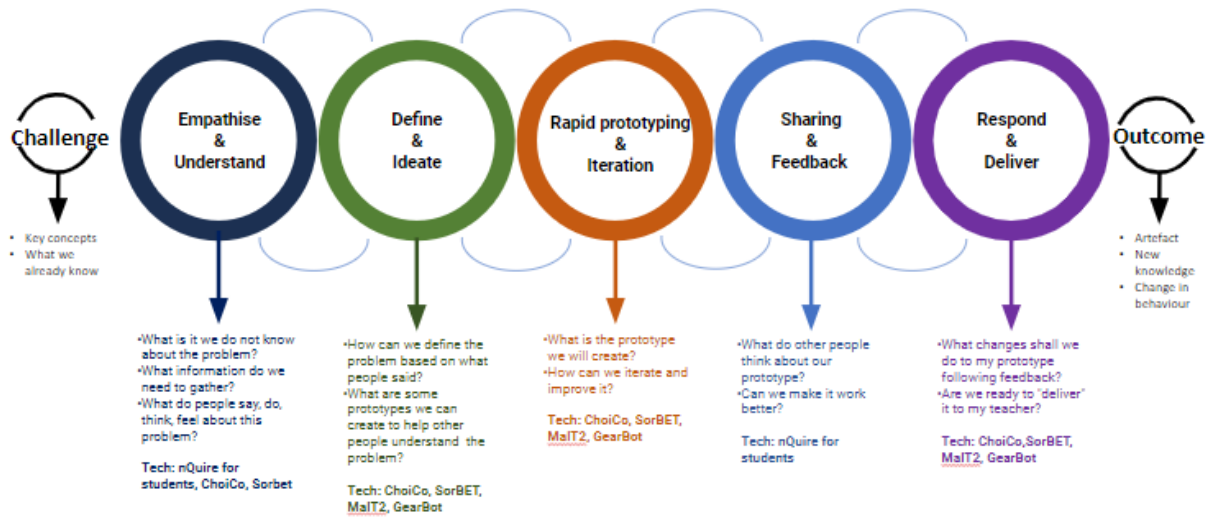 Challenge
• Key concepts
• What we
already know
Empathise
&
Understand
•What is it we do not know
about the problem?
•What information do we
need to gather?
•What do people say, do,
think, feel about this
problem?
Tech: nQuire for
students, ChoiCo, Sorbet
Define
&
Ideate
•How can we define the
problem based on what
people said?
•What are some
prototypes we can
create to help other
people understand the
problem?
Tech: ChoiCo, SorBET,
MaIT2, GearBot
Rapid prototyping
&
Iteration
•What is the prototype
we will create?
•How can we iterate and
improve it?
Tech: ChoiCo, SorBET,
MaIT2, GearBot
Sharing
&
Feedback
•What do other people
think about our
prototype?
•Can we make it work
better?
Tech: nQuire for
students
Respond
&
Deliver
•What changes shall we
do to my prototype
following feedback?
•Are we ready to "deliver"
it to my teacher?
Tech: ChoiCo,SorBET,
MaIT2, GearBot
Outcome
• Artefact
• New
knowledge
• Change in
behaviour